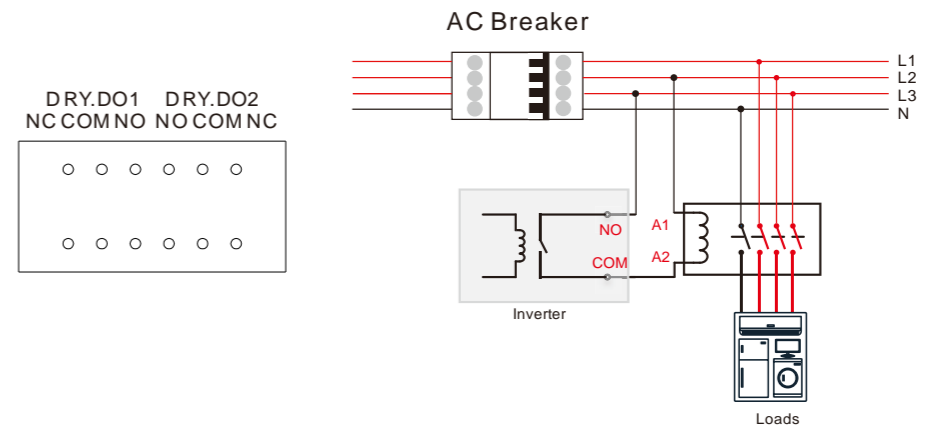 AC Breaker
DRY.DO1 DRY.DO2
NC COM NO NO COM NC
L1
L2
L3
N
NO
COM
A1
A2
Inverter
Loads